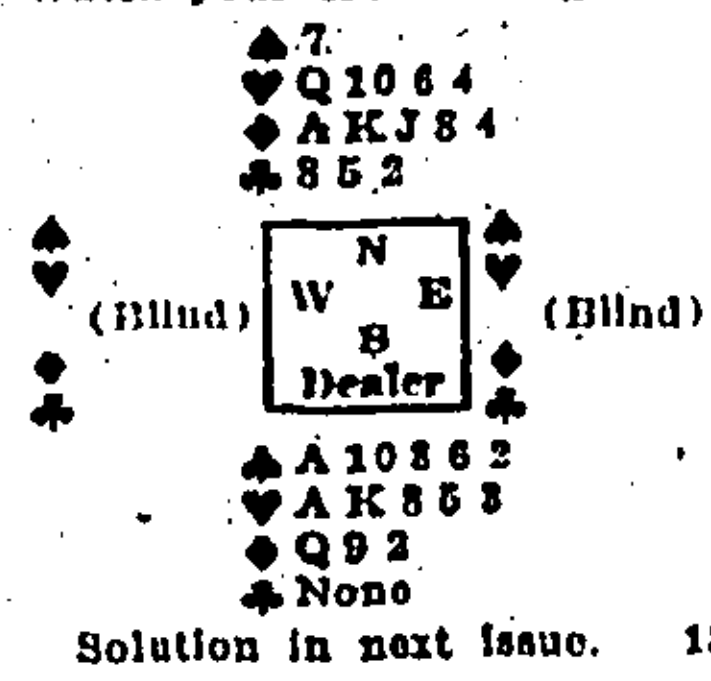 ♠ 7
♥ Q 10 6 4
♦ A K J 8 4
♣ 8 5 2
♠ ♠
♥ N ♥
(Blind) W E (Blind)
♦ S ♦
♣ Dealer ♣
♠ A 10 8 6 2
♥ A K 8 5 3
♦ Q 9 2
♣ None
Solution in next issue.